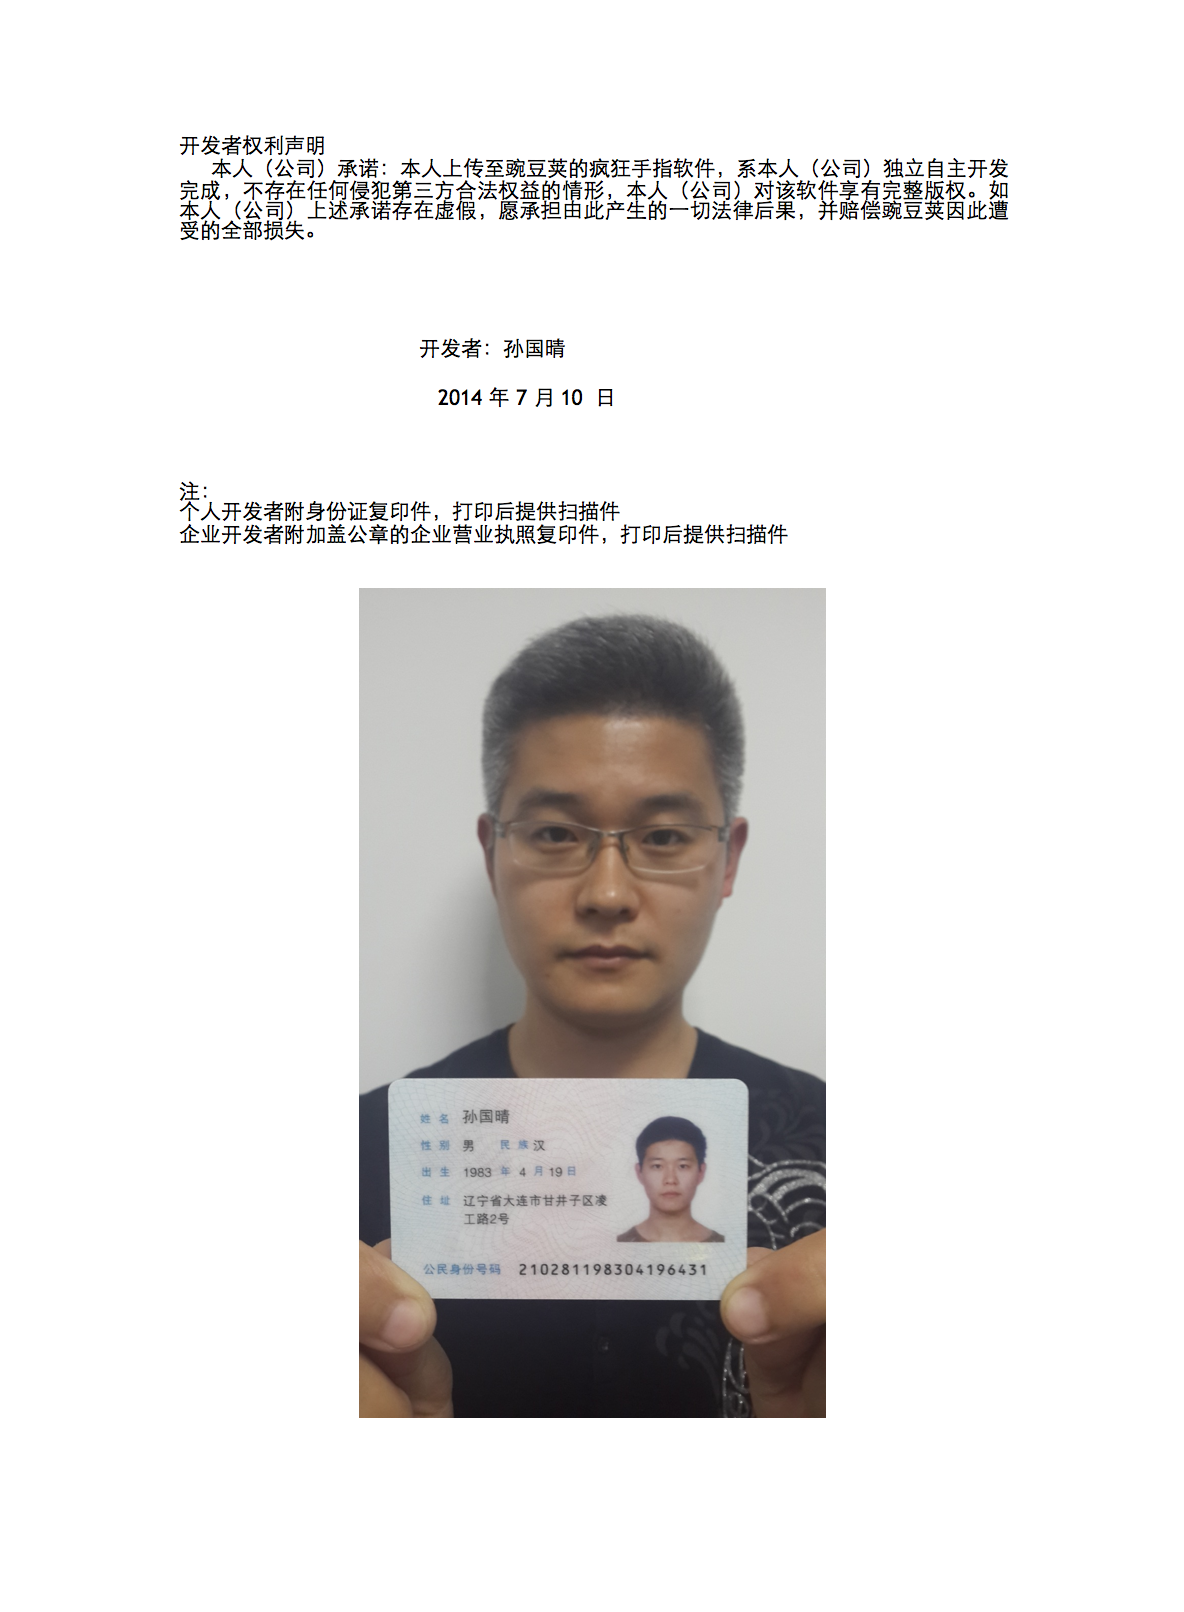 开发者权利声明
本人（公司）承诺：本人上传至豌豆荚的疯狂手指软件，系本人（公司）独立自主开发
完成，不存在任何侵犯第三方合法权益的情形，本人（公司）对该软件享有完整版权。如
本人（公司）上述承诺存在虚假，愿承担由此产生的一切法律后果，并赔偿豌豆荚因此遭
受的全部损失。
开发者：孙国晴
2014 年 7 月 10 日
注：
个人开发者附身份证复印件，打印后提供扫描件
企业开发者附加盖公章的企业营业执照复印件，打印后提供扫描件
姓名 孙国晴
性别 男 民族 汉
出生 1983 年 4 月 19 日
住址 辽宁省大连市甘井子区凌
工路2号
公民身份号码 210281198304196431